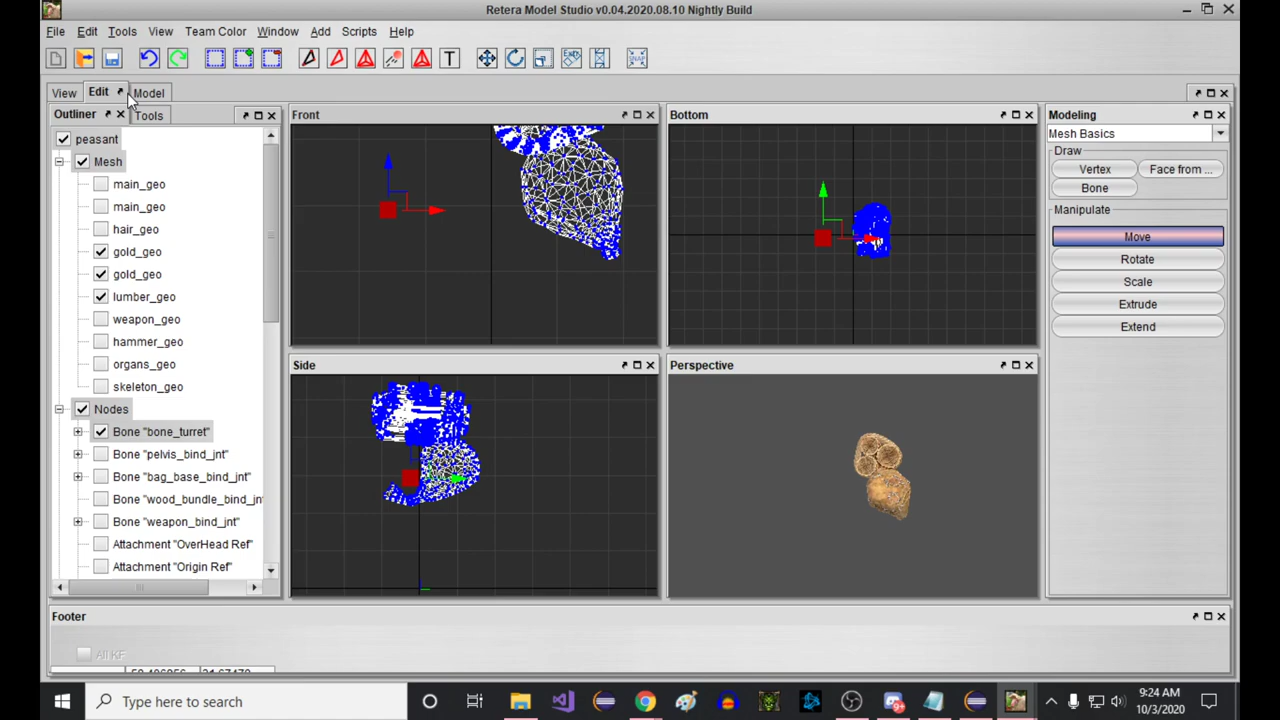 Retera Model Studio v0.04.2020.08.10 Nightly Build
File Edit Tools View Team Color Window Add Scripts Help
T SNAP
View Edit Model
Outliner Tools
Front
Bottom
Modeling
peasant
Mesh
main_geo
main_geo
hair_geo
gold_geo
gold_geo
lumber_geo
weapon_geo
hammer_geo
organs_geo
skeleton_geo
Nodes
Bone "bone_turret"
Bone "pelvis_bind_jnt"
Bone "bag_base_bind_jnt"
Bone "wood_bundle_bind_jn
Bone "weapon_bind_jnt"
Attachment "OverHead Ref"
Attachment "Origin Ref"
Mesh Basics
Draw
Vertex Face from ...
Bone
Manipulate
Move
Rotate
Scale
Extrude
Extend
Side
Perspective
Footer
All KF
Type here to search
9:24 AM
10/3/2020